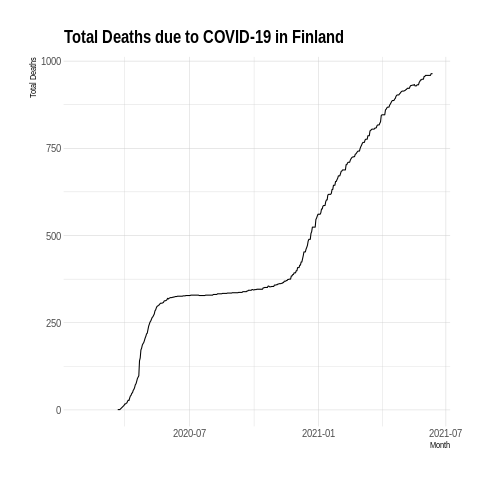 Total Deaths due to COVID-19 in Finland
Total Deaths
1000
750
500
250
0
2020-07
2021-01
2021-07
Month